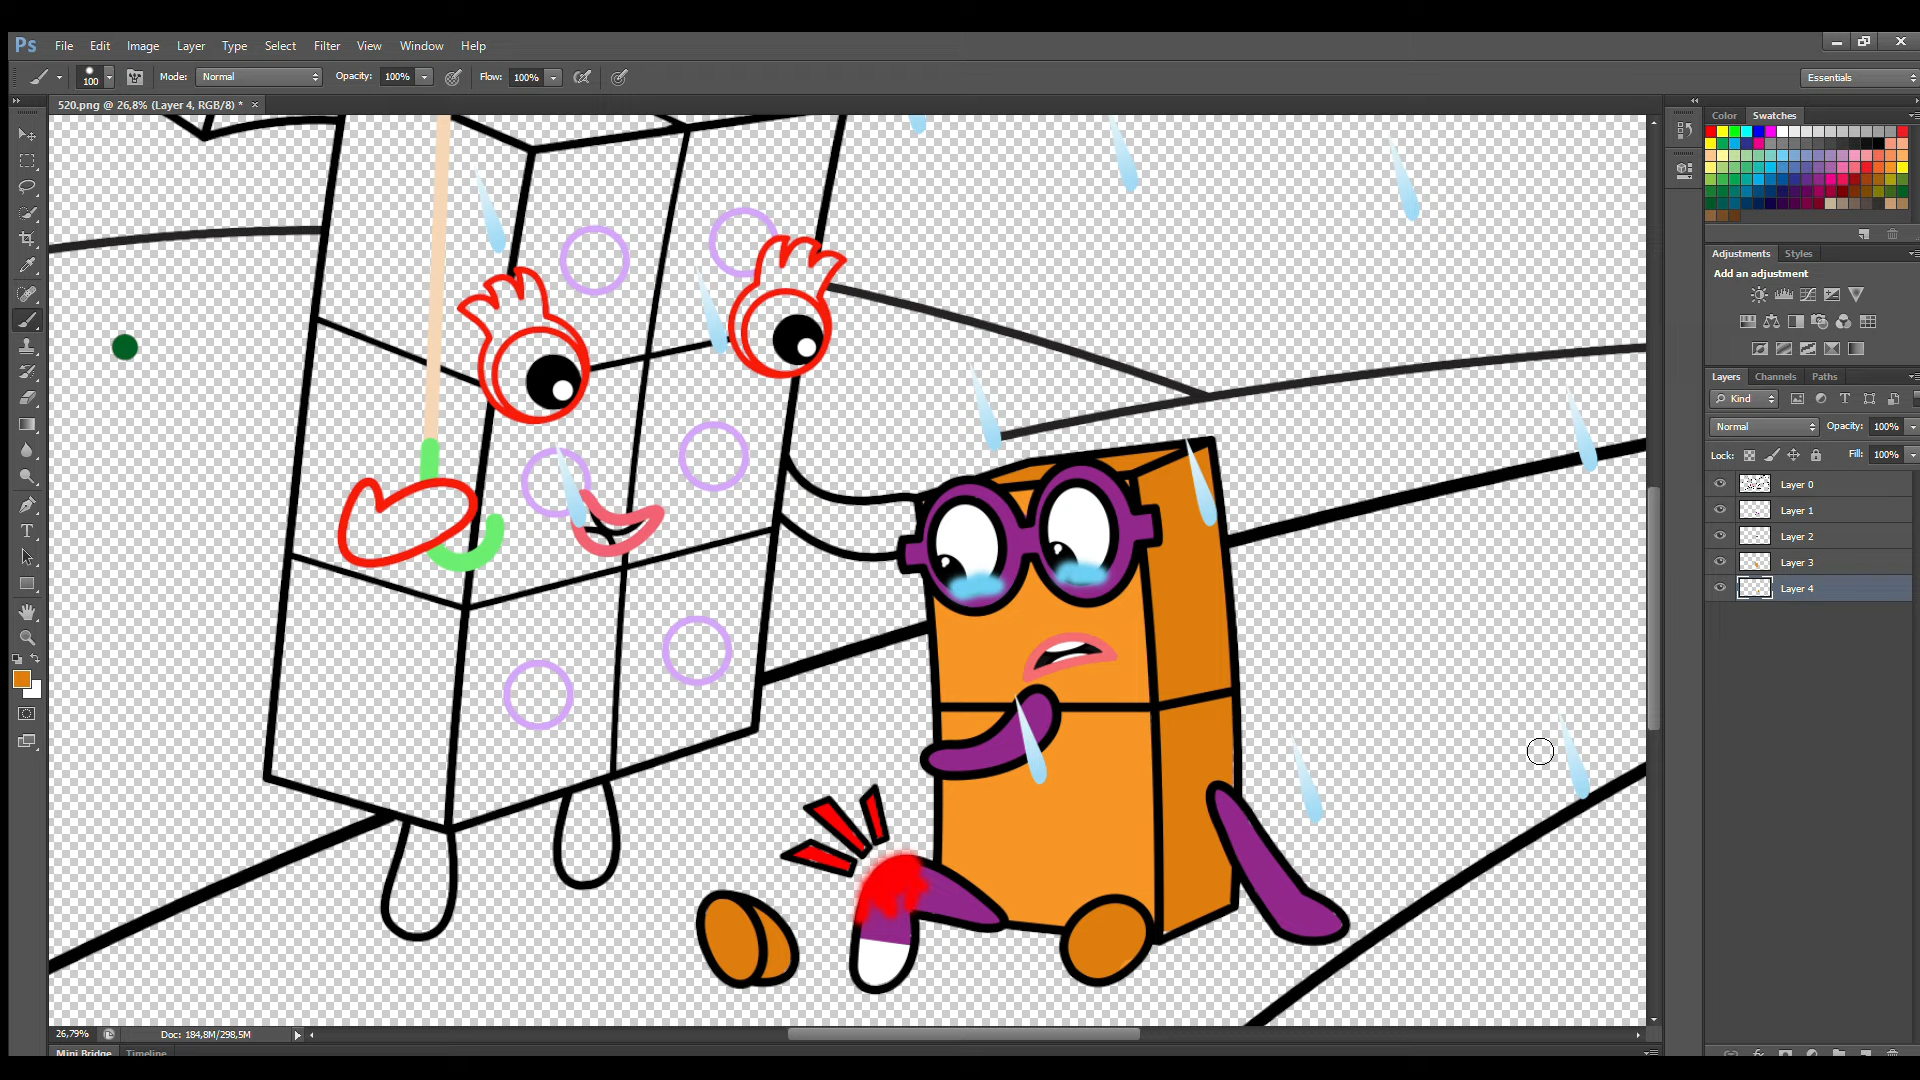 Ps File Edit Image Layer Type Select Filter View Window Help
100 Mode: Normal Opacity: 100% Flow: 100% Essentials
520.png @ 26,8% (Layer 4, RGB/8) *
Color Swatches
Adjustments Styles
Add an adjustment
Layers Channels Paths
Kind
Normal Opacity: 100%
Lock: Fill: 100%
Layer 0
Layer 1
Layer 2
Layer 3
Layer 4
26,79% Doc: 184,8M/298,5M
Mini Bridge Timeline